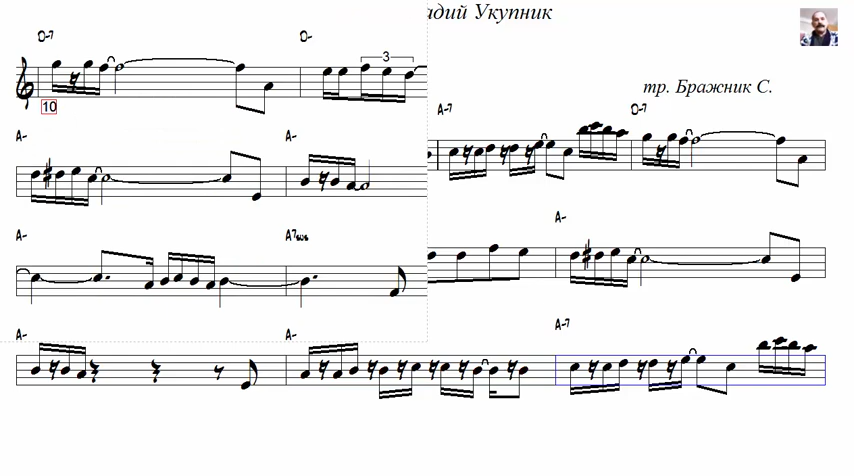 адий Укупник
D-7
D-
3
10
тр. Бражник С.
A-7
D-7
A-
A-
A-
A-
A7sus
A-
A-
A-7